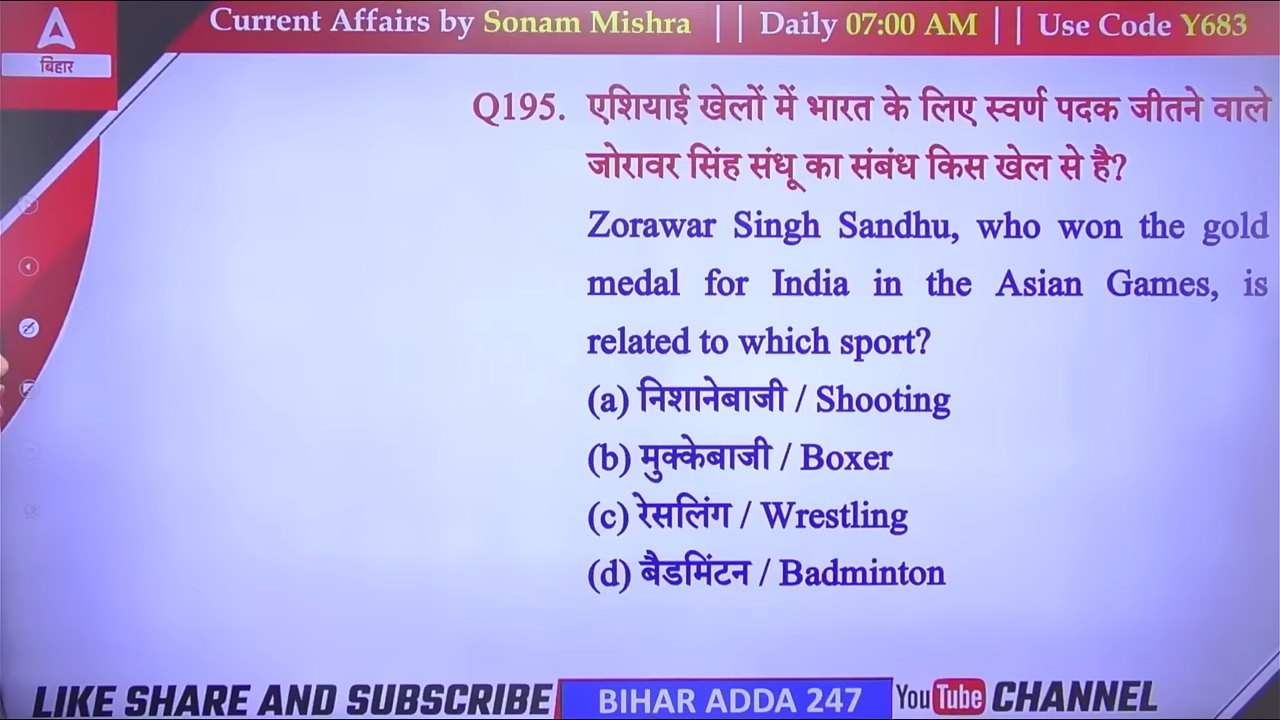 Current Affairs by Sonam Mishra || Daily 07:00 AM || Use Code Y683
बिहार
Q195. एशियाई खेलों में भारत के लिए स्वर्ण पदक जीतने वाले
जोरावर सिंह संधू का संबंध किस खेल से है?
Zorawar Singh Sandhu, who won the gold
medal for India in the Asian Games, is
related to which sport?
(a) निशानेबाजी / Shooting
(b) मुक्केबाजी / Boxer
(c) रेसलिंग / Wrestling
(d) बैडमिंटन / Badminton
LIKE SHARE AND SUBSCRIBE BIHAR ADDA 247 YouTube CHANNEL